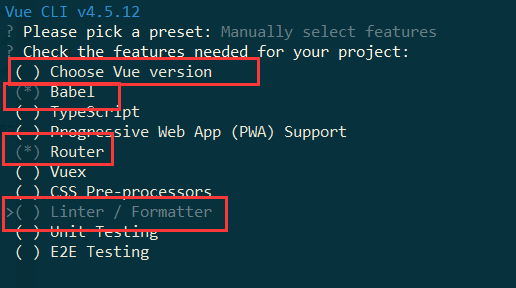 Vue CLI v4.5.12
? Please pick a preset: Manually select features
? Check the features needed for your project:
( ) Choose Vue version
(*) Babel
( ) TypeScript
( ) Progressive Web App (PWA) Support
(*) Router
( ) Vuex
( ) CSS Pre-processors
>( ) Linter / Formatter
( ) Unit Testing
( ) E2E Testing